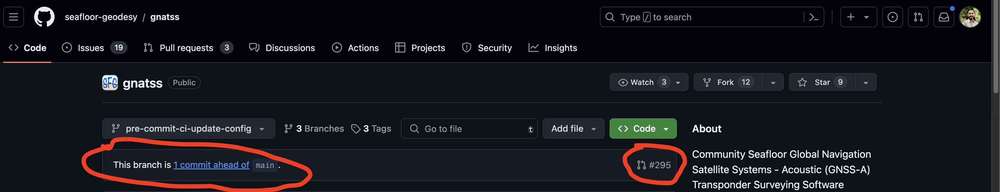 seafloor-geodesy / gnatss
Type / to search
Code Issues 19 Pull requests 3 Discussions Actions Projects Security Insights
SFG gnatss Public
Watch 3 Fork 12 Star 9
pre-commit-ci-update-config 3 Branches 3 Tags Go to file t Add file Code About
This branch is 1 commit ahead of main . #295
Community Seafloor Global Navigation
Satellite Systems - Acoustic (GNSS-A)
Transponder Surveying Software